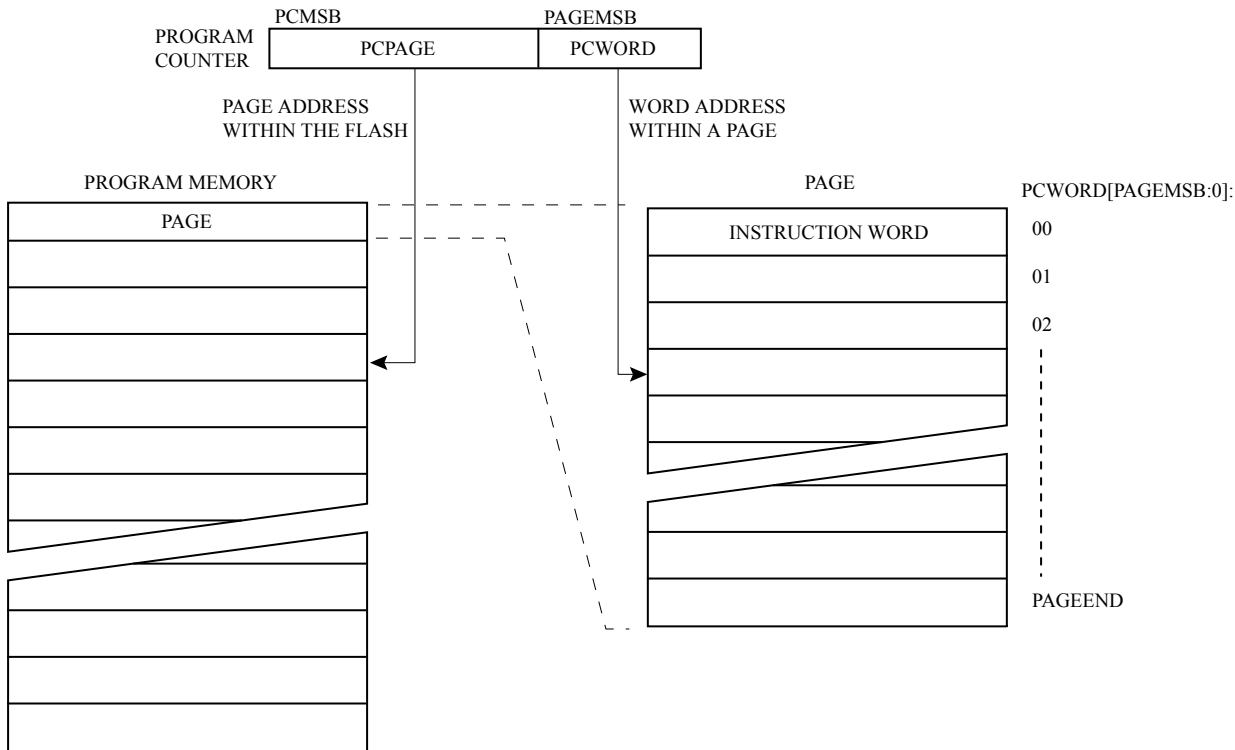 PCMSB
PAGEMSB
PROGRAM
COUNTER
PCPAGE
PCWORD
PAGE ADDRESS
WITHIN THE FLASH
WORD ADDRESS
WITHIN A PAGE
PROGRAM MEMORY
PAGE
PAGE
PCWORD[PAGEMSB:0]:
INSTRUCTION WORD
00
01
02
PAGEEND